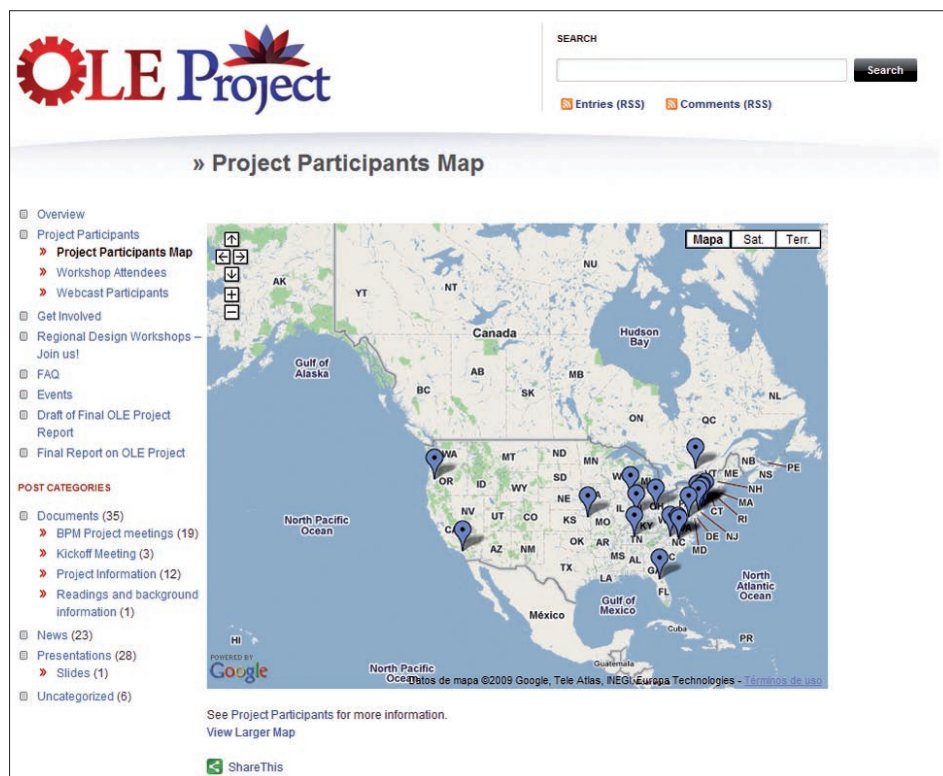 OLE Project
SEARCH
Search
Entries (RSS) Comments (RSS)
» Project Participants Map
Overview
Project Participants
» Project Participants Map
» Workshop Attendees
» Webcast Participants
Get Involved
Regional Design Workshops –
Join us!
FAQ
Events
Draft of Final OLE Project
Report
Final Report on OLE Project
POST CATEGORIES
Documents (35)
» BPM Project meetings (19)
» Kickoff Meeting (3)
» Project Information (12)
» Readings and background
information (1)
News (23)
Presentations (28)
» Slides (1)
Uncategorized (6)
Mapa Sat. Terr.
NU
AK
YT
NT
Canada
Hudson
Bay
Gulf of
Alaska
BC
AB
SK
MB
ON
QC
NL
NB
PE
NS
WA
MT
ND
MN
VT ME
NH
MA
RI
CT
NJ
DE
MD
OR
ID
WY
SD
NE
IL
OH
NV
UT
CO
KS
MO
KY
CA
AZ
NM
OK
AR
TN
NC
MS AL
GA
TX
LA
FL
North Pacific
Ocean
North
Atlantic
Ocean
Gulf of
Mexico
México
Cuba
PR
HI
Guatemala
POWERED BY
Google
North Pacific
Ocean
Datos de mapa ©2009 Google, Tele Atlas, INEGI, Europa Technologies - Términos de uso
See Project Participants for more information.
View Larger Map
ShareThis